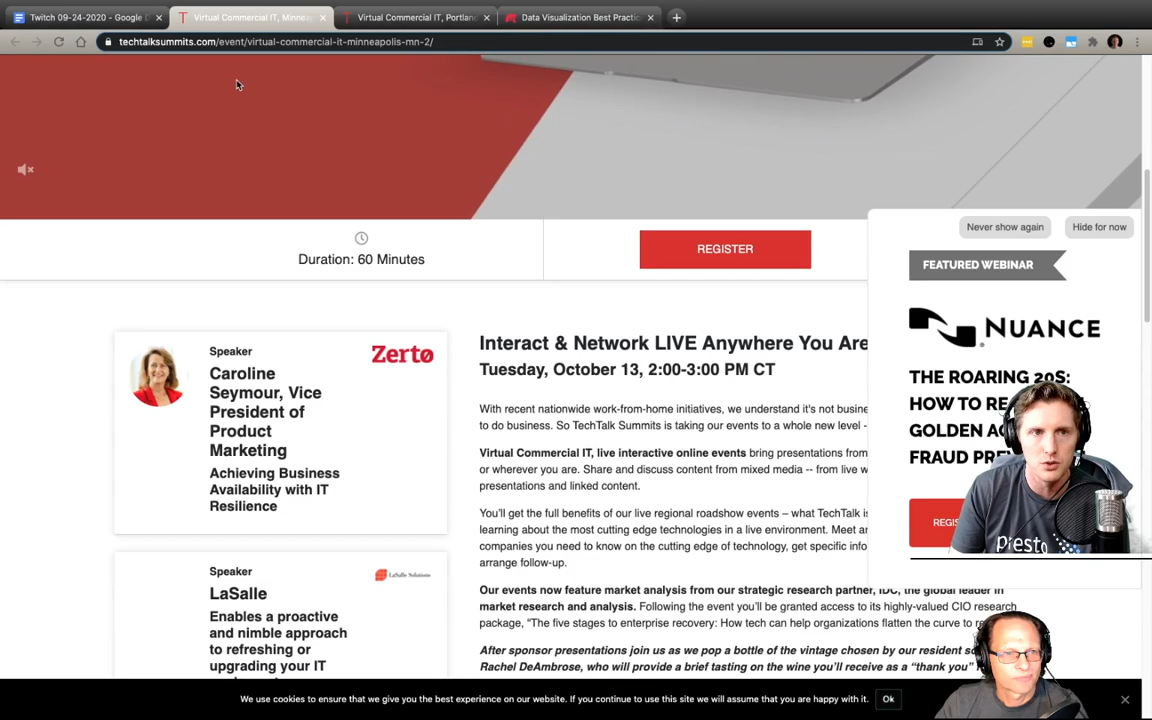 Twitch 09-24-2020 - Google D
Virtual Commercial IT, Minneap
Virtual Commercial IT, Portlan
Data Visualization Best Practic
techtalksummits.com/event/virtual-commercial-it-minneapolis-mn-2/
Never show again
Hide for now
Duration: 60 Minutes
REGISTER
FEATURED WEBINAR
NUANCE
THE ROARING 20S:
HOW TO RE
GOLDEN AG
FRAUD PRE
REGIS
Speaker
Zerto
Caroline
Seymour, Vice
President of
Product
Marketing
Achieving Business
Availability with IT
Resilience
Interact & Network LIVE Anywhere You Are
Tuesday, October 13, 2:00-3:00 PM CT
With recent nationwide work-from-home initiatives, we understand it's not busine
to do business. So TechTalk Summits is taking our events to a whole new level -
Virtual Commercial IT, live interactive online events bring presentations from
or wherever you are. Share and discuss content from mixed media -- from live w
presentations and linked content.
You'll get the full benefits of our live regional roadshow events – what TechTalk is
learning about the most cutting edge technologies in a live environment. Meet an
companies you need to know on the cutting edge of technology, get specific info
arrange follow-up.
Our events now feature market analysis from our strategic research partner, IDC, the global leader in
market research and analysis. Following the event you'll be granted access to its highly-valued CIO research
package, “The five stages to enterprise recovery: How tech can help organizations flatten the curve to re
After sponsor presentations join us as we pop a bottle of the vintage chosen by our resident so
Rachel DeAmbrose, who will provide a brief tasting on the wine you'll receive as a “thank you”
Speaker
LaSalle Solutions
LaSalle
Enables a proactive
and nimble approach
to refreshing or
upgrading your IT
presto
We use cookies to ensure that we give you the best experience on our website. If you continue to use this site we will assume that you are happy with it.
Ok